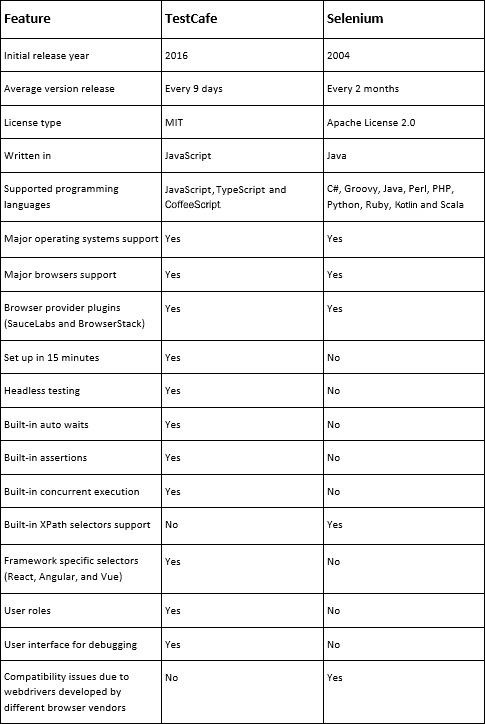 Feature TestCafe Selenium
Initial release year 2016 2004
Average version release Every 9 days Every 2 months
License type MIT Apache License 2.0
Written in JavaScript Java
Supported programming JavaScript, TypeScript and C#, Groovy, Java, Perl, PHP,
languages CoffeeScript Python, Ruby, Kotlin and Scala
Major operating systems support Yes Yes
Major browsers support Yes Yes
Browser provider plugins Yes Yes
(SauceLabs and BrowserStack)
Set up in 15 minutes Yes No
Headless testing Yes No
Built-in auto waits Yes No
Built-in assertions Yes No
Built-in concurrent execution Yes No
Built-in XPath selectors support No Yes
Framework specific selectors Yes No
(React, Angular, and Vue)
User roles Yes No
User interface for debugging Yes No
Compatibility issues due to No Yes
webdrivers developed by
different browser vendors